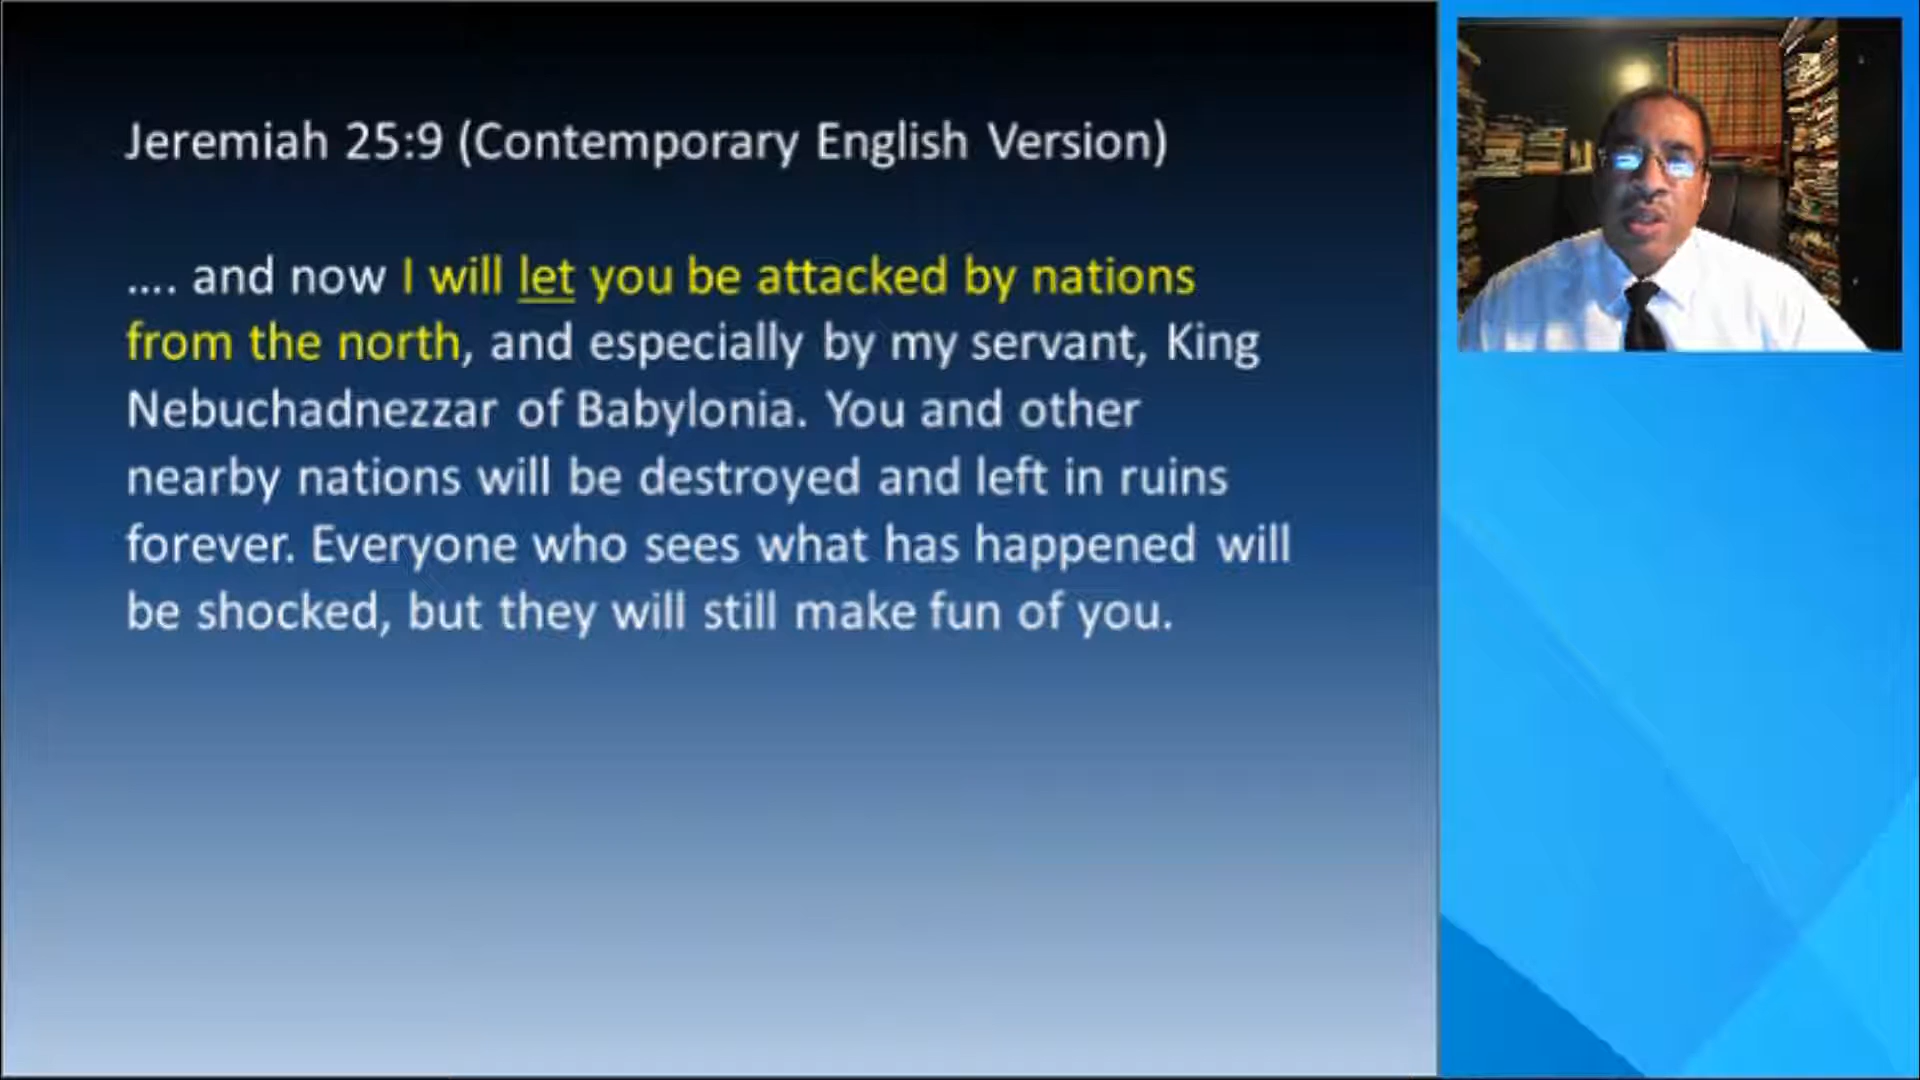 Jeremiah 25:9 (Contemporary English Version)
.... and now I will let you be attacked by nations
from the north, and especially by my servant, King
Nebuchadnezzar of Babylonia. You and other
nearby nations will be destroyed and left in ruins
forever. Everyone who sees what has happened will
be shocked, but they will still make fun of you.